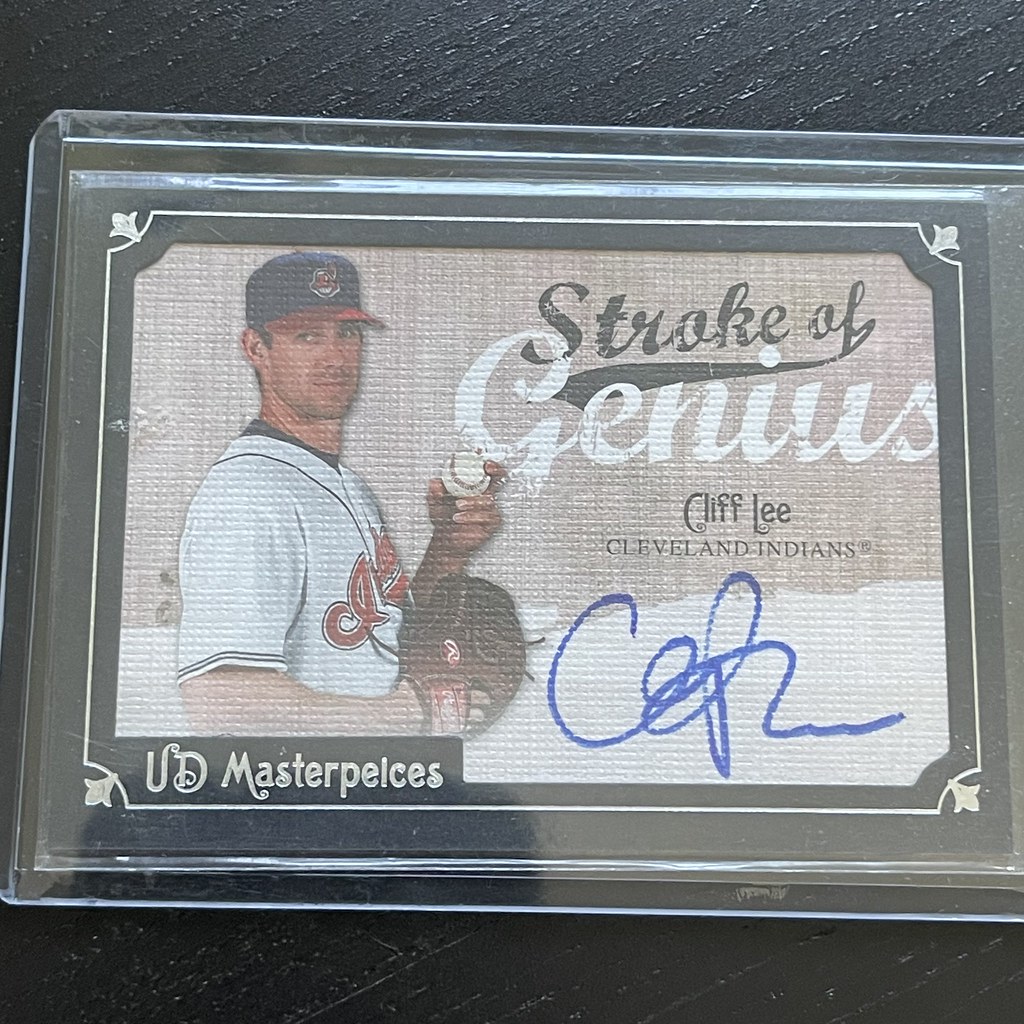 Stroke of
Genius
Cliff Lee
CLEVELAND INDIANS®
UD Masterpeices